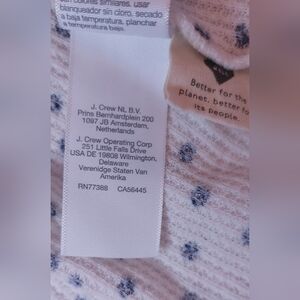 con colores similares. usar
blanqueador sin cloro. secado
a baja temperatura, planchar
a temperatura baja.
Better for the
planet, better for
its people.
J. Crew NL B.V.
Prins Bernhardplein 200
1097 JB Amsterdam,
Netherlands
J. Crew Operating Corp
251 Little Falls Drive
USA DE 19808 Wilmington,
Delaware
Verenidge Staten Van
Amerika
RN77388 CA56445